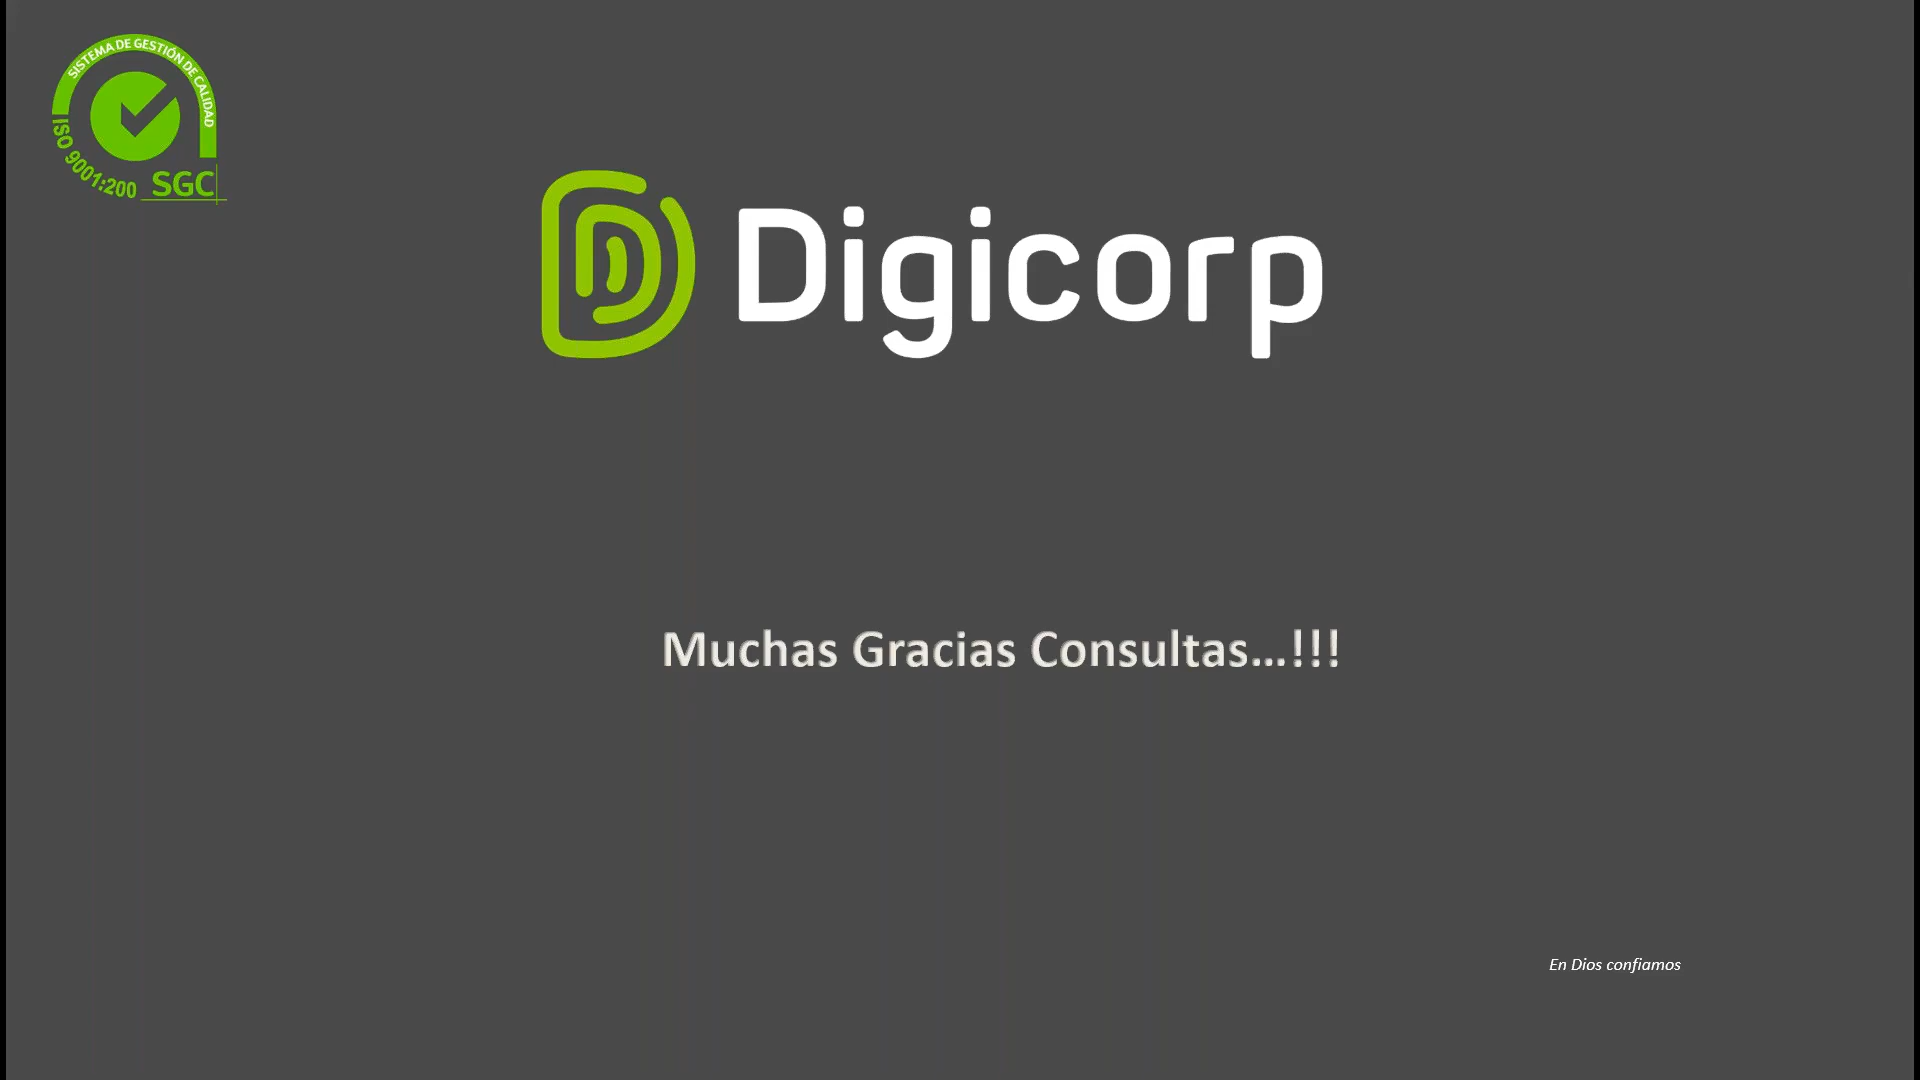 SISTEMA DE GESTIÓN DE CALIDAD
ISO 9001:200
SGC
Digicorp
Muchas Gracias Consultas...!!!
En Dios confiamos